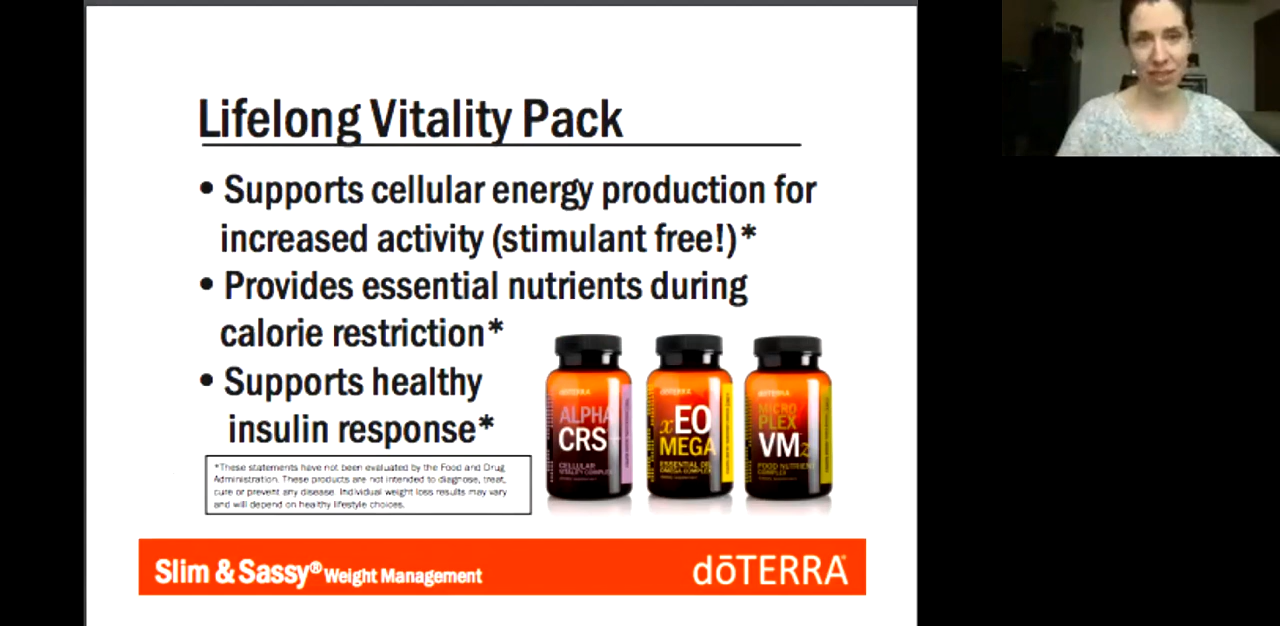 Lifelong Vitality Pack
• Supports cellular energy production for
increased activity (stimulant free!)*
• Provides essential nutrients during
calorie restriction*
• Supports healthy
insulin response*
*These statements have not been evaluated by the Food and Drug
Administration. These products are not intended to diagnose, treat,
cure or prevent any disease. Individual weight loss results may vary
and will depend on healthy lifestyle choices.
dōTERRA
ALPHA
CRS
CELLULAR
VITALITY COMPLEX
dōTERRA
xEO
MEGA
ESSENTIAL OIL
OMEGA COMPLEX
dōTERRA
MICRO
PLEX
VMz
FOOD NUTRIENT
COMPLEX
Slim & Sassy® Weight Management
dōTERRA®